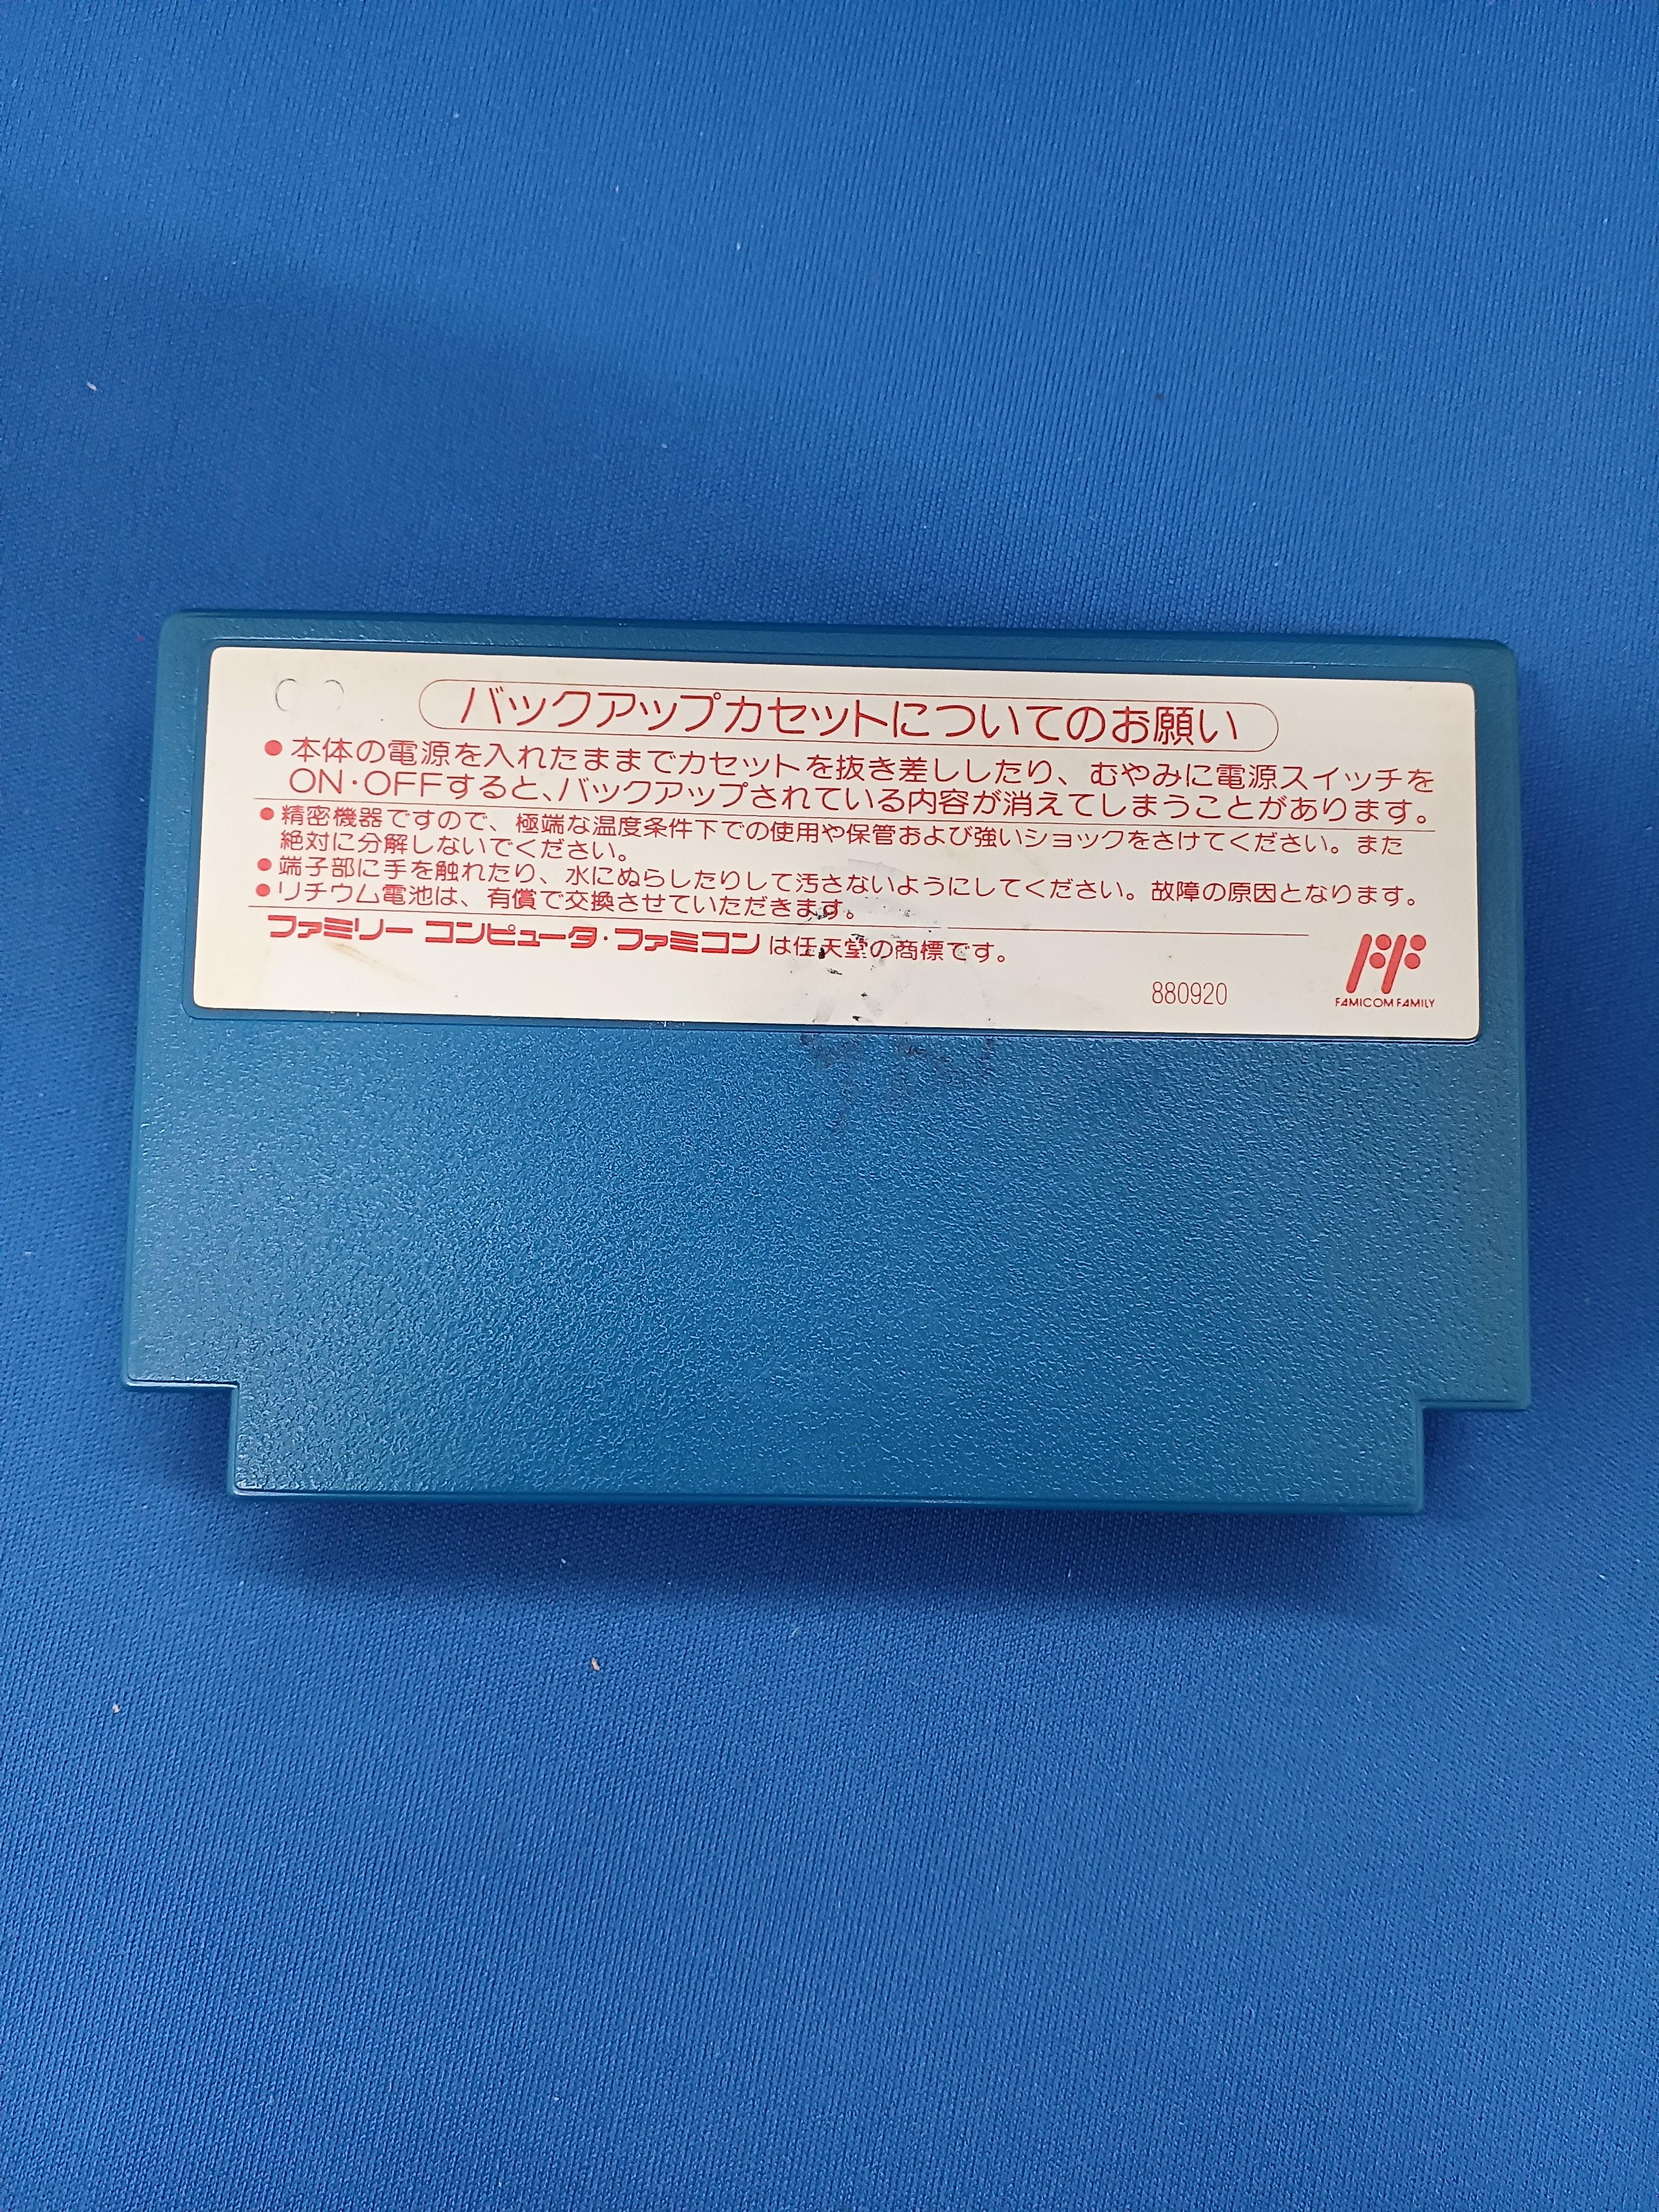 バックアップカセットについてのお願い
●本体の電源を入れたままでカセットを抜き差ししたり、むやみに電源スイッチを
ON・OFFすると、バックアップされている内容が消えてしまうことがあります。
●精密機器ですので、極端な温度条件下での使用や保管および強いショックをさけてください。また
絶対に分解しないでください。
●端子部に手を触れたり、水にぬらしたりして汚さないようにしてください。故障の原因となります。
●リチウム電池は、有償で交換させていただきます。
ファミリー コンピュータ・ファミコンは任天堂の商標です。
880920
FAMICOM FAMILY